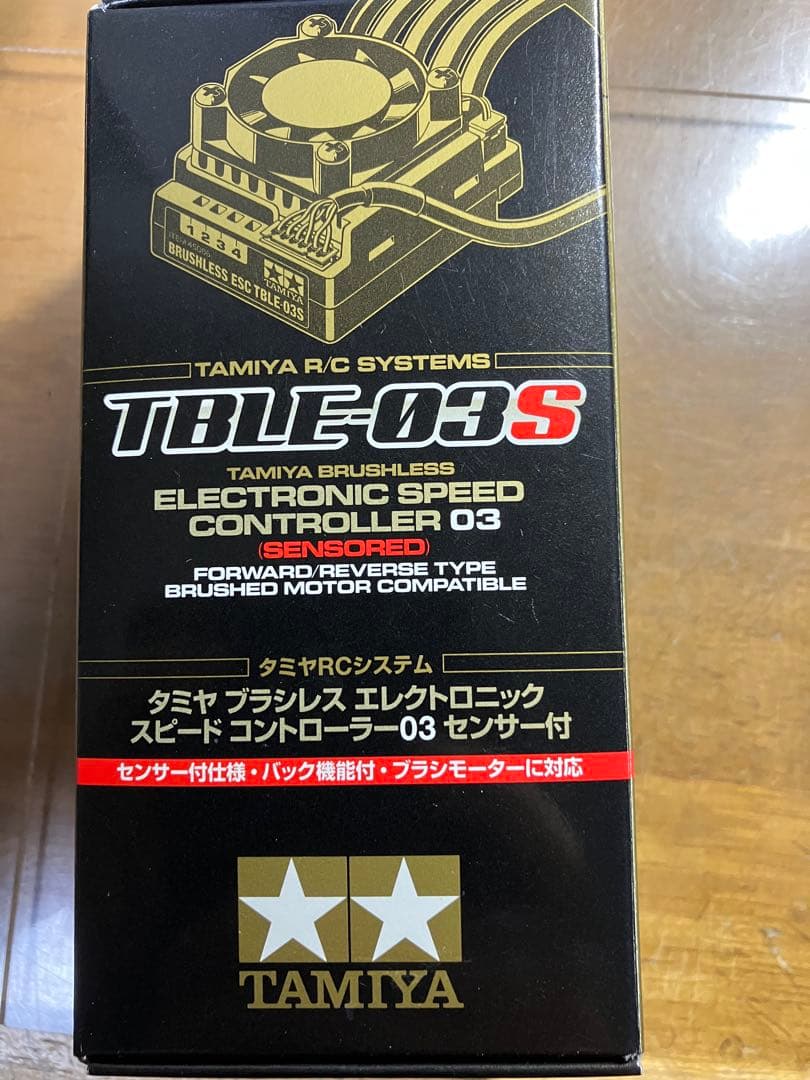 1 2 3 4
BRUSHLESS ESC TBLE-03S
TAMIYA
TAMIYA R/C SYSTEMS
TBLE-03S
TAMIYA BRUSHLESS
ELECTRONIC SPEED
CONTROLLER 03
(SENSORED)
FORWARD/REVERSE TYPE
BRUSHED MOTOR COMPATIBLE
タミヤRCシステム
タミヤ ブラシレス エレクトロニック
スピード コントローラー03 センサー付
センサー付仕様・バック機能付・ブラシモーターに対応
TAMIYA